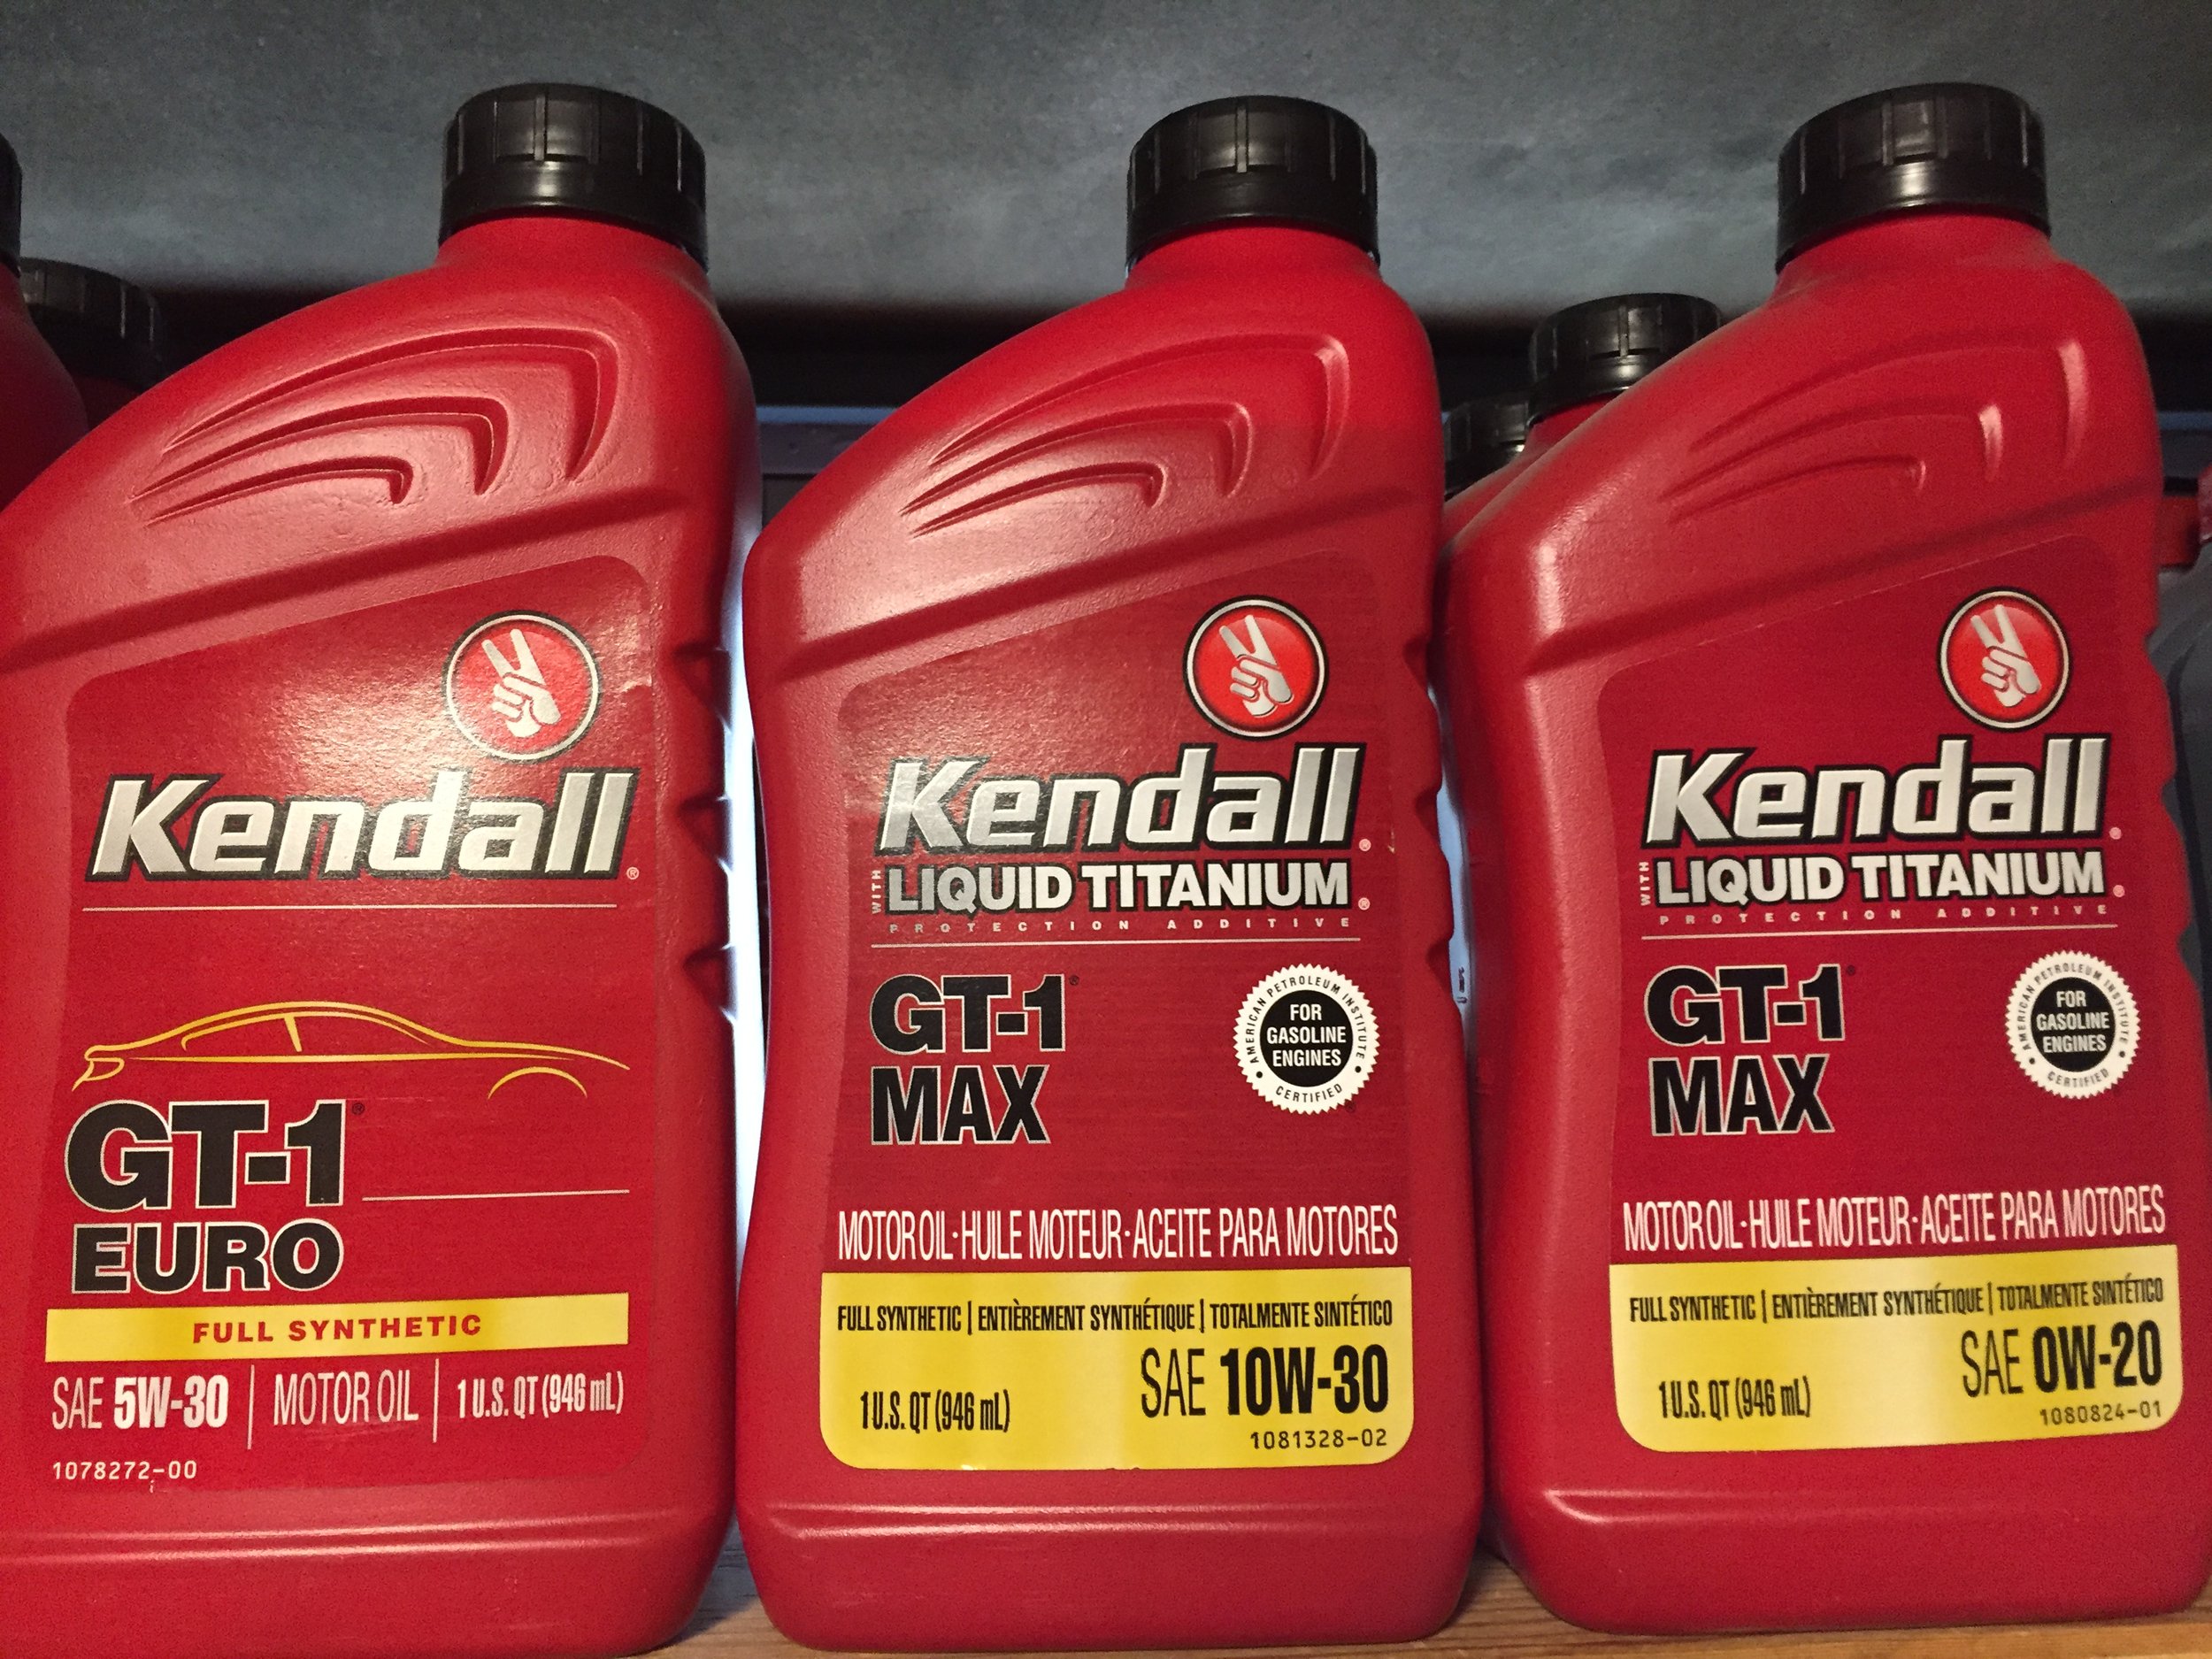 Kendall®
GT-1®
EURO
FULL SYNTHETIC
SAE 5W-30 | MOTOR OIL | 1 U.S. QT (946 mL)
1078272-00
Kendall®
WITH LIQUID TITANIUM®
PROTECTION ADDITIVE
GT-1®
MAX
AMERICAN PETROLEUM INSTITUTE
FOR
GASOLINE
ENGINES
CERTIFIED
MOTOR OIL·HUILE MOTEUR·ACEITE PARA MOTORES
FULL SYNTHETIC | ENTIÈREMENT SYNTHÉTIQUE | TOTALMENTE SINTÉTICO
1 U.S. QT (946 mL)
SAE 10W-30
1081328-02
Kendall®
WITH LIQUID TITANIUM®
PROTECTION ADDITIVE
GT-1®
MAX
AMERICAN PETROLEUM INSTITUTE
FOR
GASOLINE
ENGINES
CERTIFIED
MOTOR OIL·HUILE MOTEUR·ACEITE PARA MOTORES
FULL SYNTHETIC | ENTIÈREMENT SYNTHÉTIQUE | TOTALMENTE SINTÉTICO
1 U.S. QT (946 mL)
SAE 0W-20
1080824-01